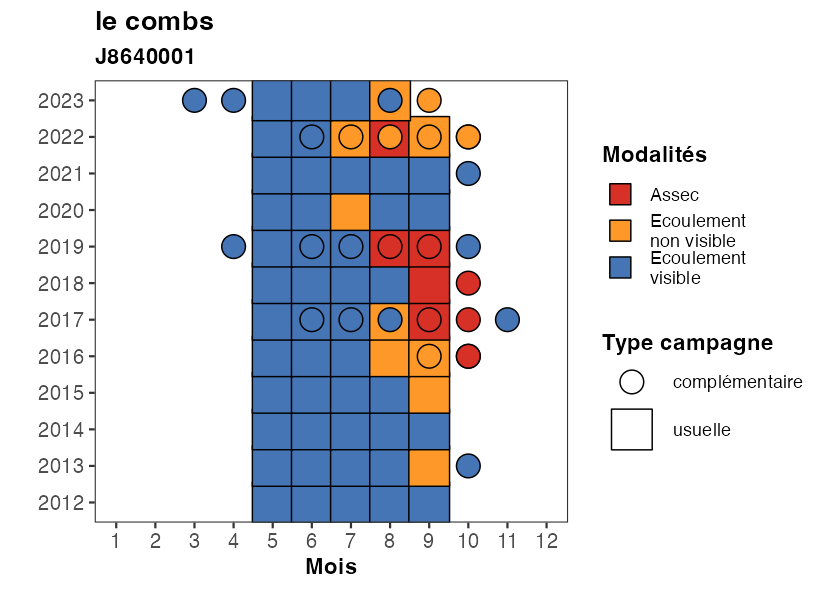 le combs
J8640001
2023
2022
2021
2020
2019
2018
2017
2016
2015
2014
2013
2012
1 2 3 4 5 6 7 8 9 10 11 12
Mois
Modalités
Assec
Ecoulement
non visible
Ecoulement
visible
Type campagne
complémentaire
usuelle